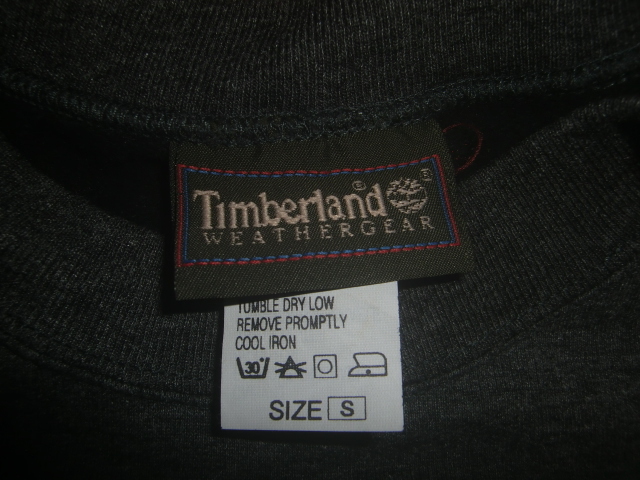 Timberland®
WEATHERGEAR
®
TUMBLE DRY LOW
REMOVE PROMPTLY
COOL IRON
30°
SIZE S